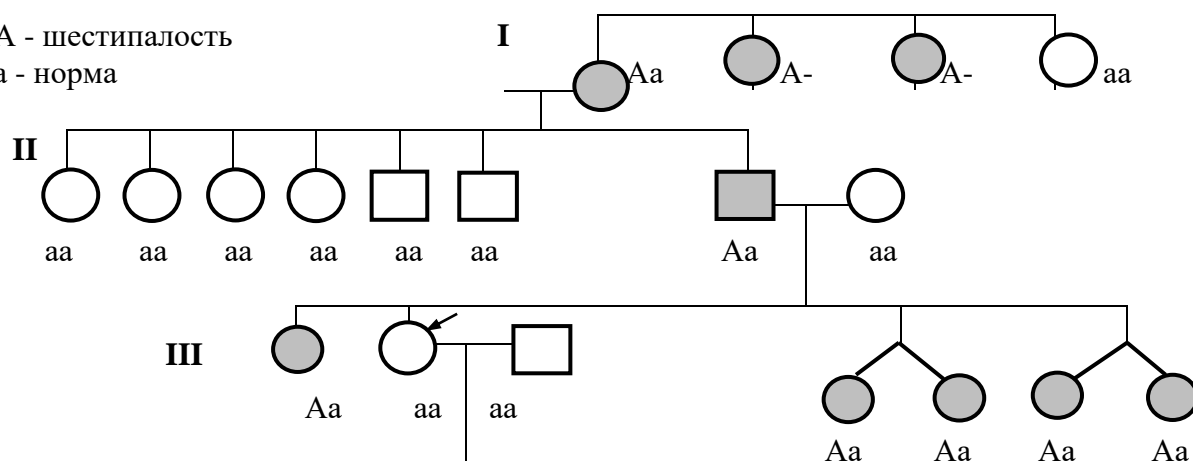 А - шестипалость
а - норма
I
Аа
А-
А-
аа
II
аа аа аа аа аа аа Аа аа
III
Аа аа аа
Аа Аа Аа Аа